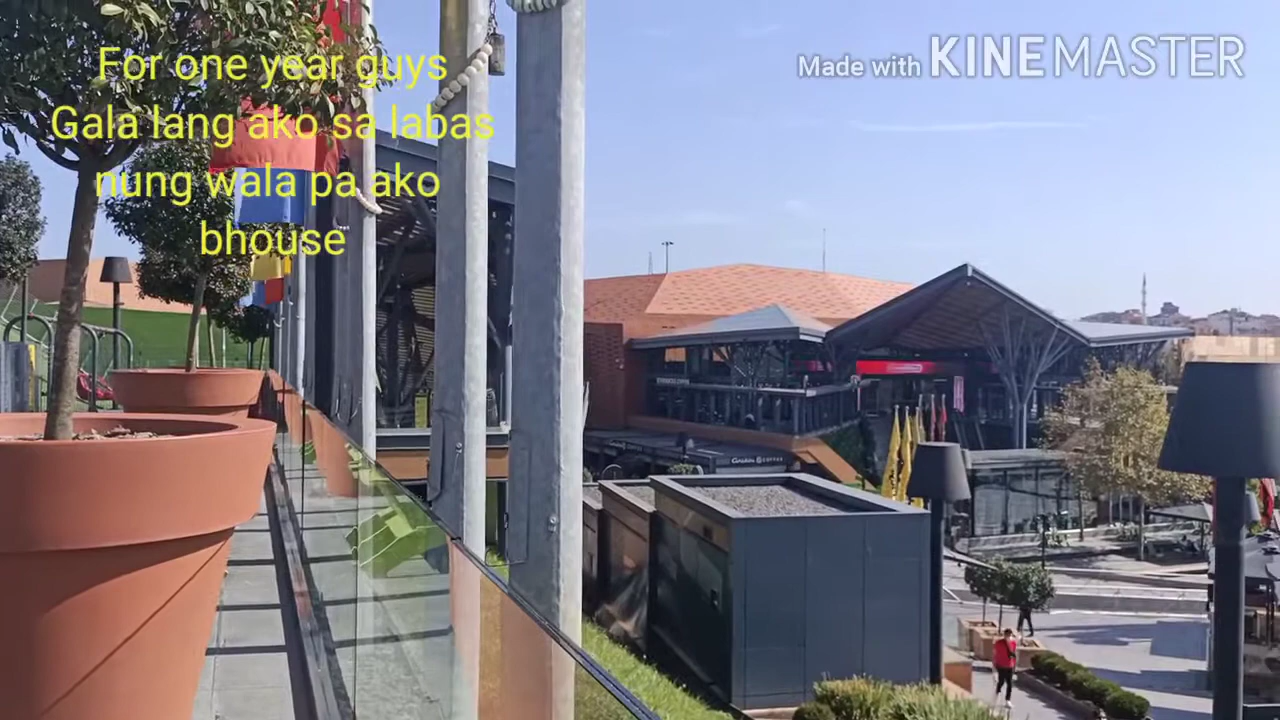 For one year guys
Gala lang ako sa labas
nung wala pa ako
bhouse
Made with KINEMASTER